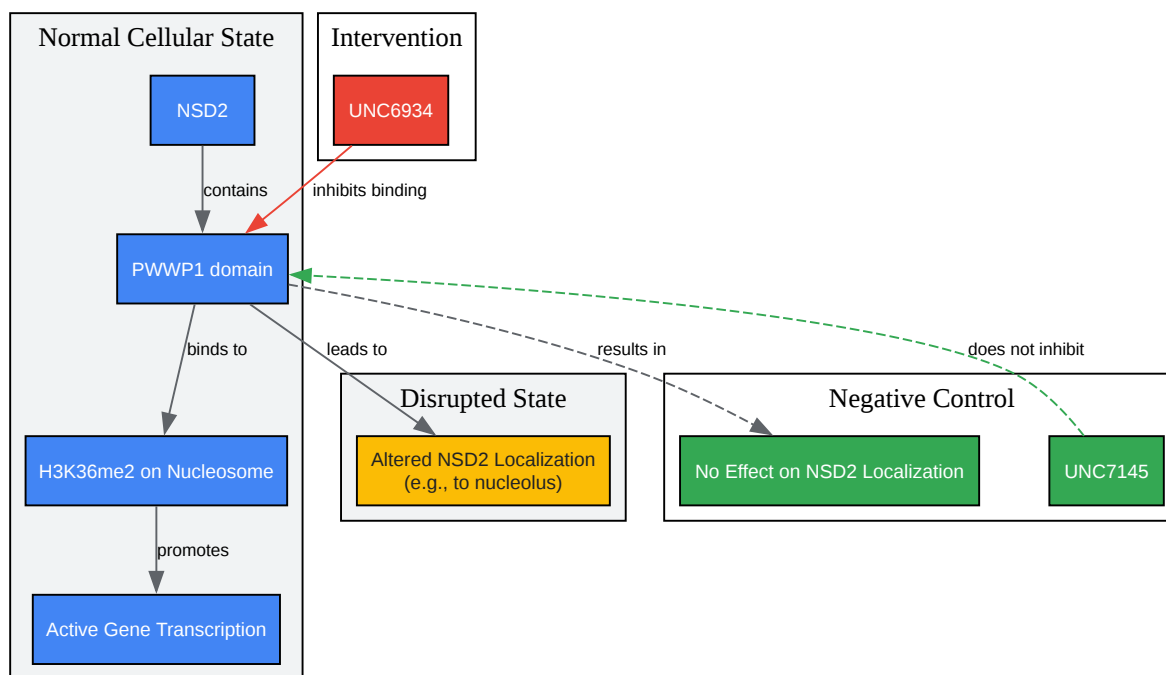 Normal Cellular State
Intervention
NSD2
UNC6934
contains
inhibits binding
PWWP1 domain
binds to
leads to
results in
does not inhibit
Disrupted State
Negative Control
H3K36me2 on Nucleosome
Altered NSD2 Localization
(e.g., to nucleolus)
No Effect on NSD2 Localization
UNC7145
promotes
Active Gene Transcription